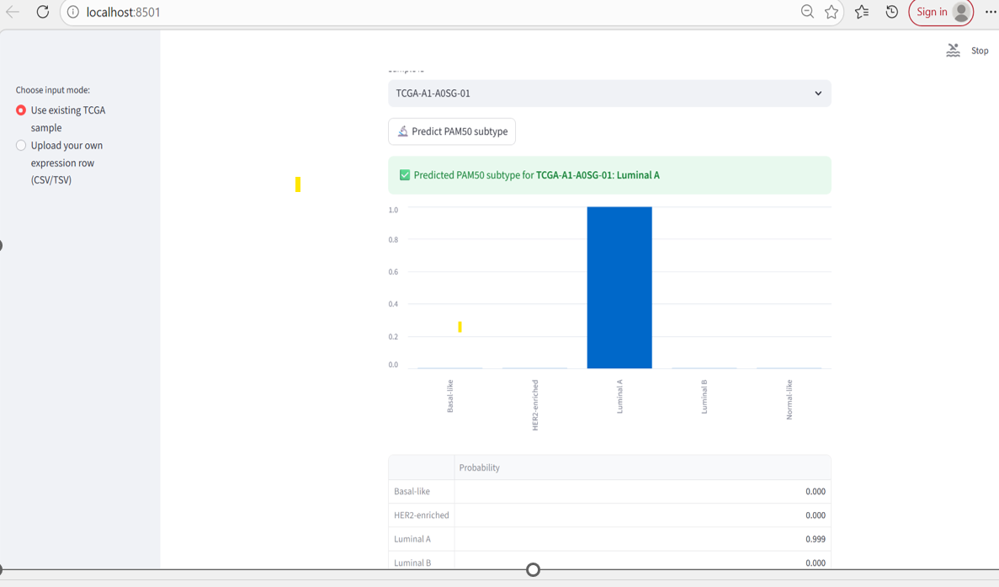 localhost:8501
Sign in
Stop
Choose input mode:
Use existing TCGA
sample
Upload your own
expression row
(CSV/TSV)
TCGA-A1-A0SG-01
Predict PAM50 subtype
Predicted PAM50 subtype for TCGA-A1-A0SG-01: Luminal A
1.0
0.8
0.6
0.4
0.2
0.0
Basal-like
HER2-enriched
Luminal A
Luminal B
Normal-like
Probability
Basal-like 0.000
HER2-enriched 0.000
Luminal A 0.999
Luminal B 0.000